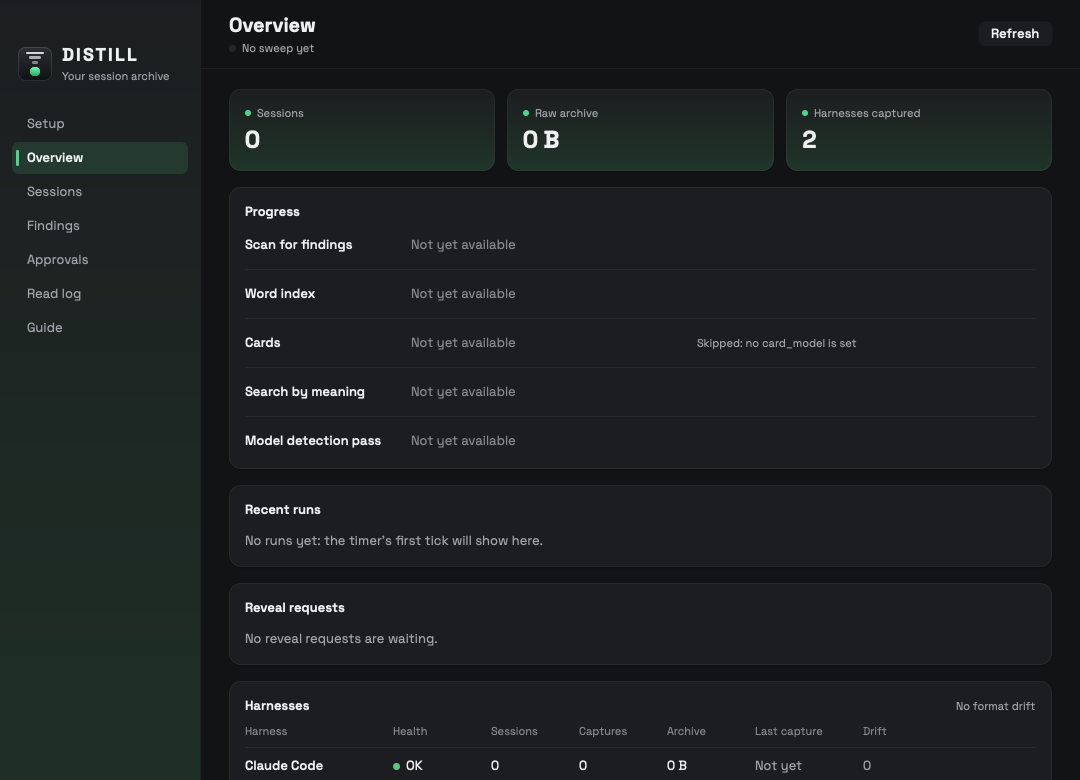 DISTILL
Your session archive
Setup
Overview
Sessions
Findings
Approvals
Read log
Guide
Overview
No sweep yet
Refresh
Sessions
0
Raw archive
0 B
Harnesses captured
2
Progress
Scan for findings Not yet available
Word index Not yet available
Cards Not yet available Skipped: no card_model is set
Search by meaning Not yet available
Model detection pass Not yet available
Recent runs
No runs yet: the timer's first tick will show here.
Reveal requests
No reveal requests are waiting.
Harnesses No format drift
Harness Health Sessions Captures Archive Last capture Drift
Claude Code OK 0 0 0 B Not yet 0